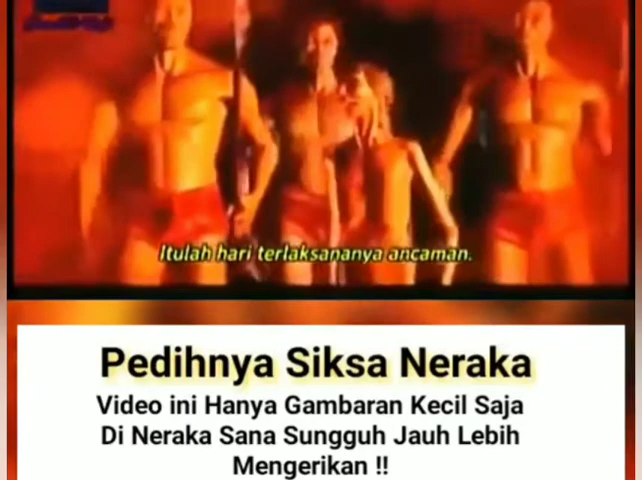 Itulah hari terlaksananya ancaman.
Pedihnya Siksa Neraka
Video ini Hanya Gambaran Kecil Saja
Di Neraka Sana Sungguh Jauh Lebih
Mengerikan !!